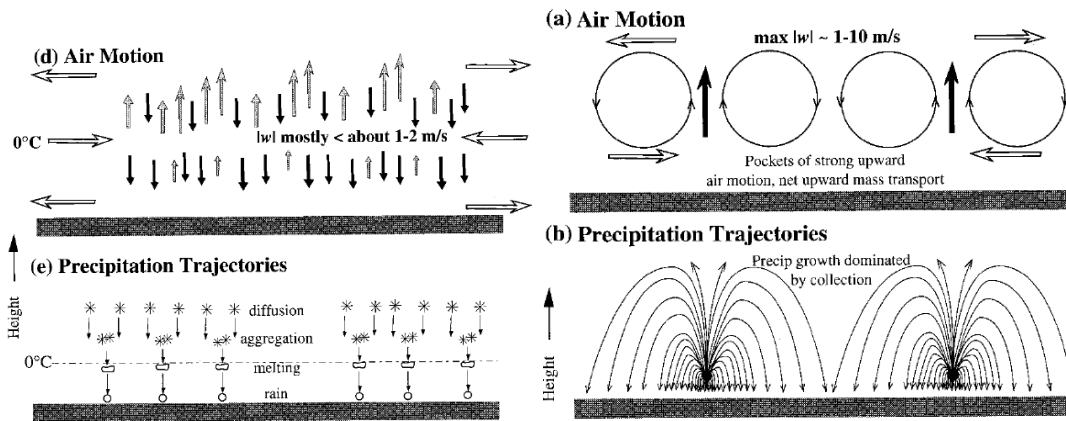 (d) Air Motion
0°C
|w| mostly < about 1-2 m/s
Height
(e) Precipitation Trajectories
diffusion
aggregation
0°C
melting
rain
(a) Air Motion
max |w| ~ 1-10 m/s
Pockets of strong upward
air motion, net upward mass transport
(b) Precipitation Trajectories
Precip growth dominated
by collection
Height